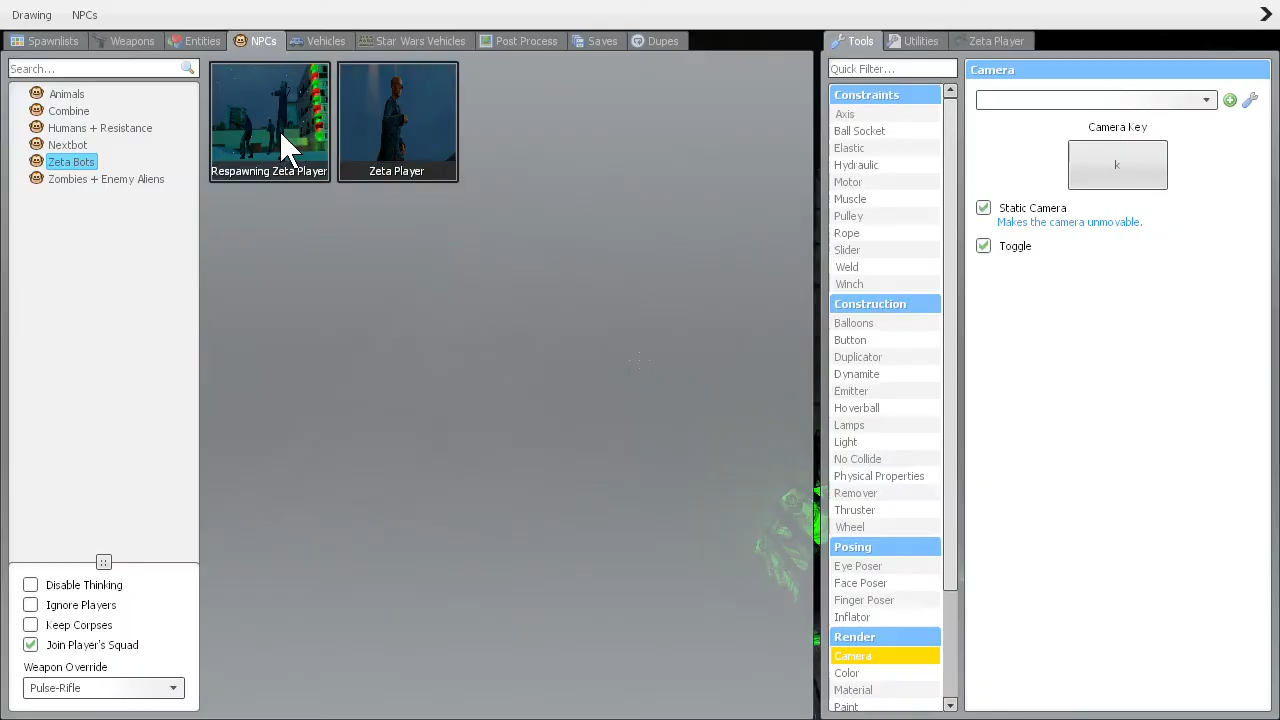 Drawing NPCs
Spawnlists Weapons Entities NPCs Vehicles Star Wars Vehicles Post Process Saves Dupes
Search...
Animals
Combine
Humans + Resistance
Nextbot
Zeta Bots
Zombies + Enemy Aliens
Respawning Zeta Player
Zeta Player
Disable Thinking
Ignore Players
Keep Corpses
Join Player's Squad
Weapon Override
Pulse-Rifle
Tools Utilities Zeta Player
Quick Filter...
Constraints
Axis
Ball Socket
Elastic
Hydraulic
Motor
Muscle
Pulley
Rope
Slider
Weld
Winch
Construction
Balloons
Button
Duplicator
Dynamite
Emitter
Hoverball
Lamps
Light
No Collide
Physical Properties
Remover
Thruster
Wheel
Posing
Eye Poser
Face Poser
Finger Poser
Inflator
Render
Camera
Color
Material
Paint
Camera
Camera Key
k
Static Camera
Makes the camera unmovable.
Toggle